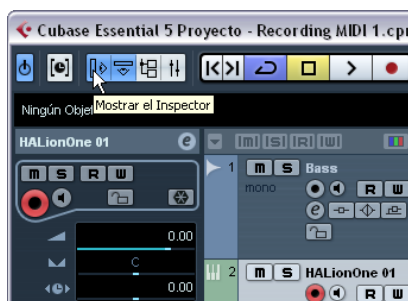 Cubase Essential 5 Proyecto - Recording MIDI 1.cpr
Mostrar el Inspector
Ningún Obje
HALionOne 01 e
m S R W
0.00
C
0.00
m S R W
1 m S Bass
mono R W
e
2 m S HALionOne 01
R W